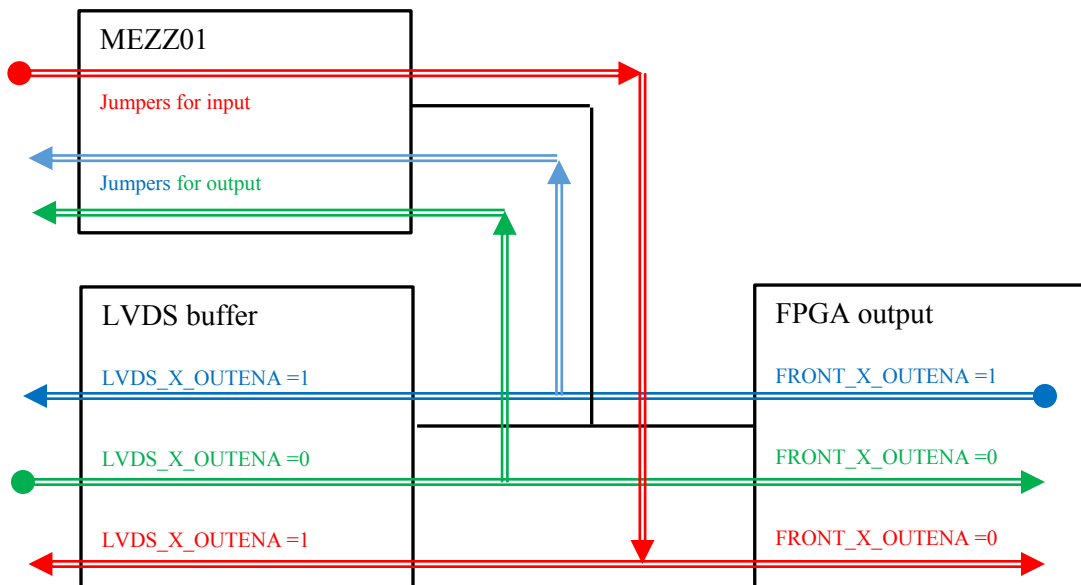 MEZZ01
Jumpers for input
Jumpers for output
LVDS buffer
FPGA output
LVDS_X_OUTENA =1
FRONT_X_OUTENA =1
LVDS_X_OUTENA =0
FRONT_X_OUTENA =0
LVDS_X_OUTENA =1
FRONT_X_OUTENA =0